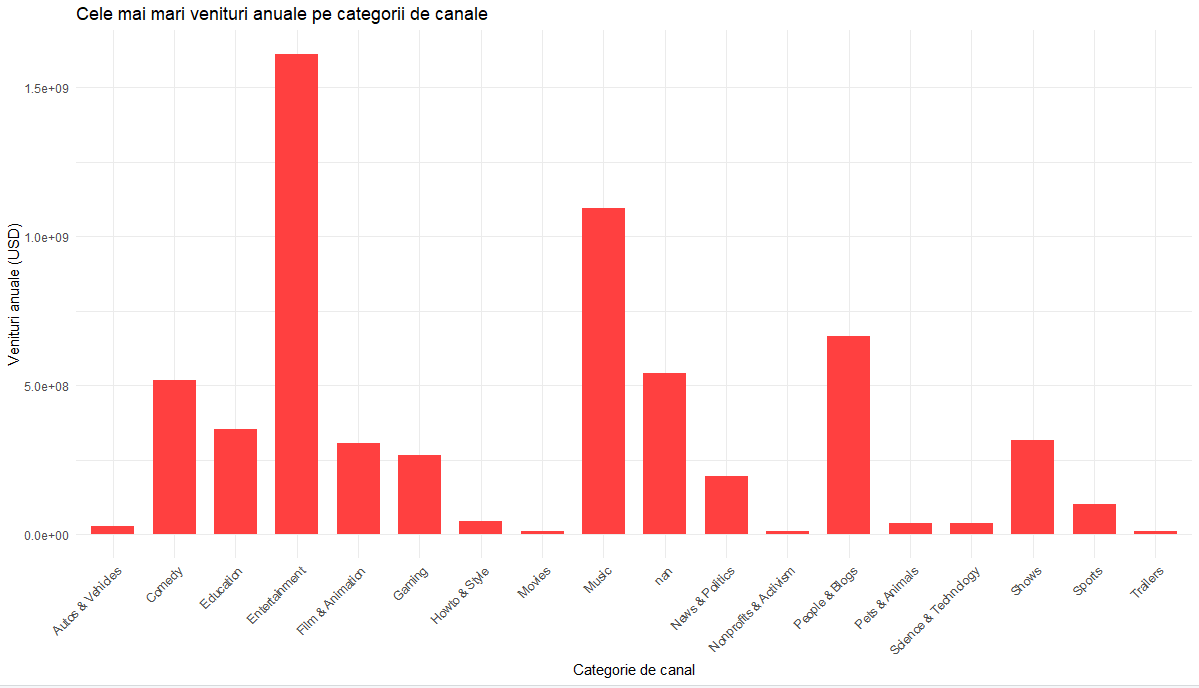 Cele mai mari venituri anuale pe categorii de canale
Venituri anuale (USD)
1.5e+09
1.0e+09
5.0e+08
0.0e+00
Autos & Vehicles
Comedy
Education
Entertainment
Film & Animation
Gaming
Howto & Style
Movies
Music
nan
News & Politics
Nonprofits & Activism
People & Blogs
Pets & Animals
Science & Technology
Shows
Sports
Trailers
Categorie de canal